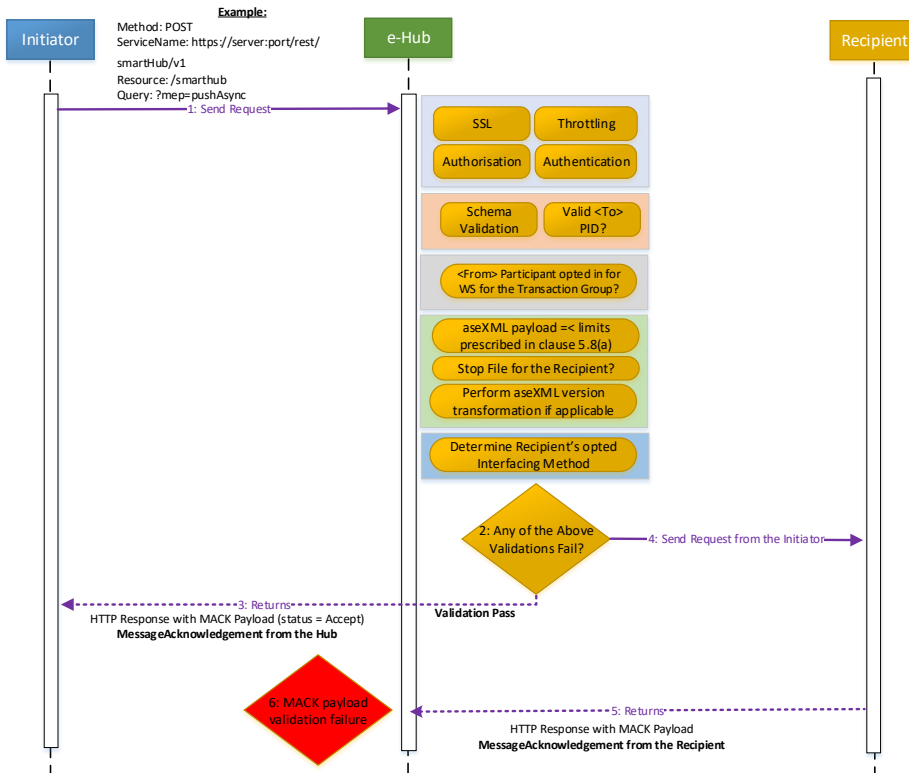 Example:
Method: POST
ServiceName: https://server:port/rest/
smartHub/v1
Resource: /smarthub
Query: ?mep=pushAsync
Initiator
e-Hub
Recipient
1: Send Request
SSL
Throttling
Authorisation
Authentication
Schema
Validation
Valid <To>
PID?
<From> Participant opted in for
WS for the Transaction Group?
aseXML payload =< limits
prescribed in clause 5.8(a)
Stop File for the Recipient?
Perform aseXML version
transformation if applicable
Determine Recipient's opted
Interfacing Method
2: Any of the Above
Validations Fail?
4: Send Request from the Initiator
3: Returns
Validation Pass
HTTP Response with MACK Payload (status = Accept)
MessageAcknowledgement from the Hub
6: MACK payload
validation failure
5: Returns
HTTP Response with MACK Payload
MessageAcknowledgement from the Recipient